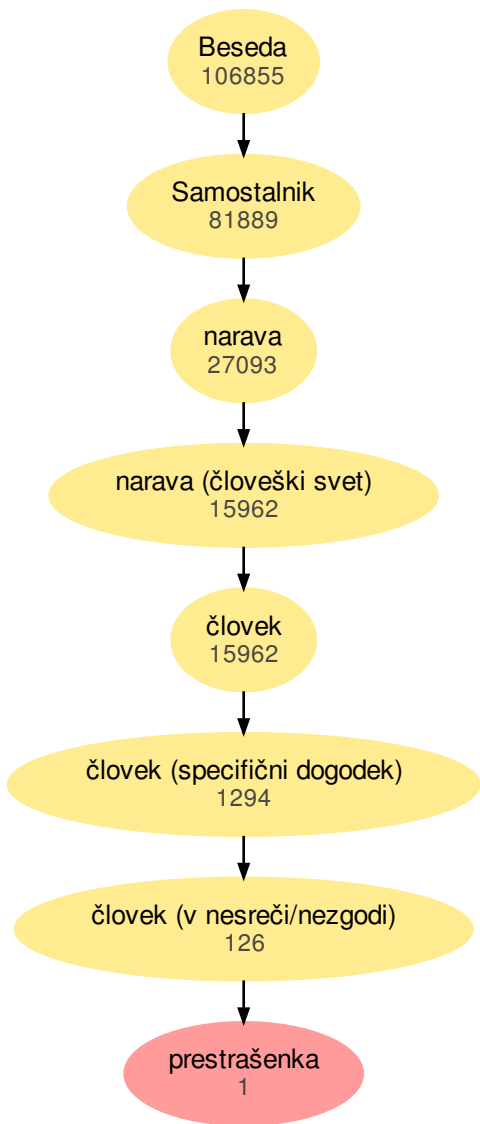 Beseda
106855
Samostalnik
81889
narava
27093
narava (človeški svet)
15962
človek
15962
človek (specifični dogodek)
1294
človek (v nesreči/nezgodi)
126
prestrašenka
1